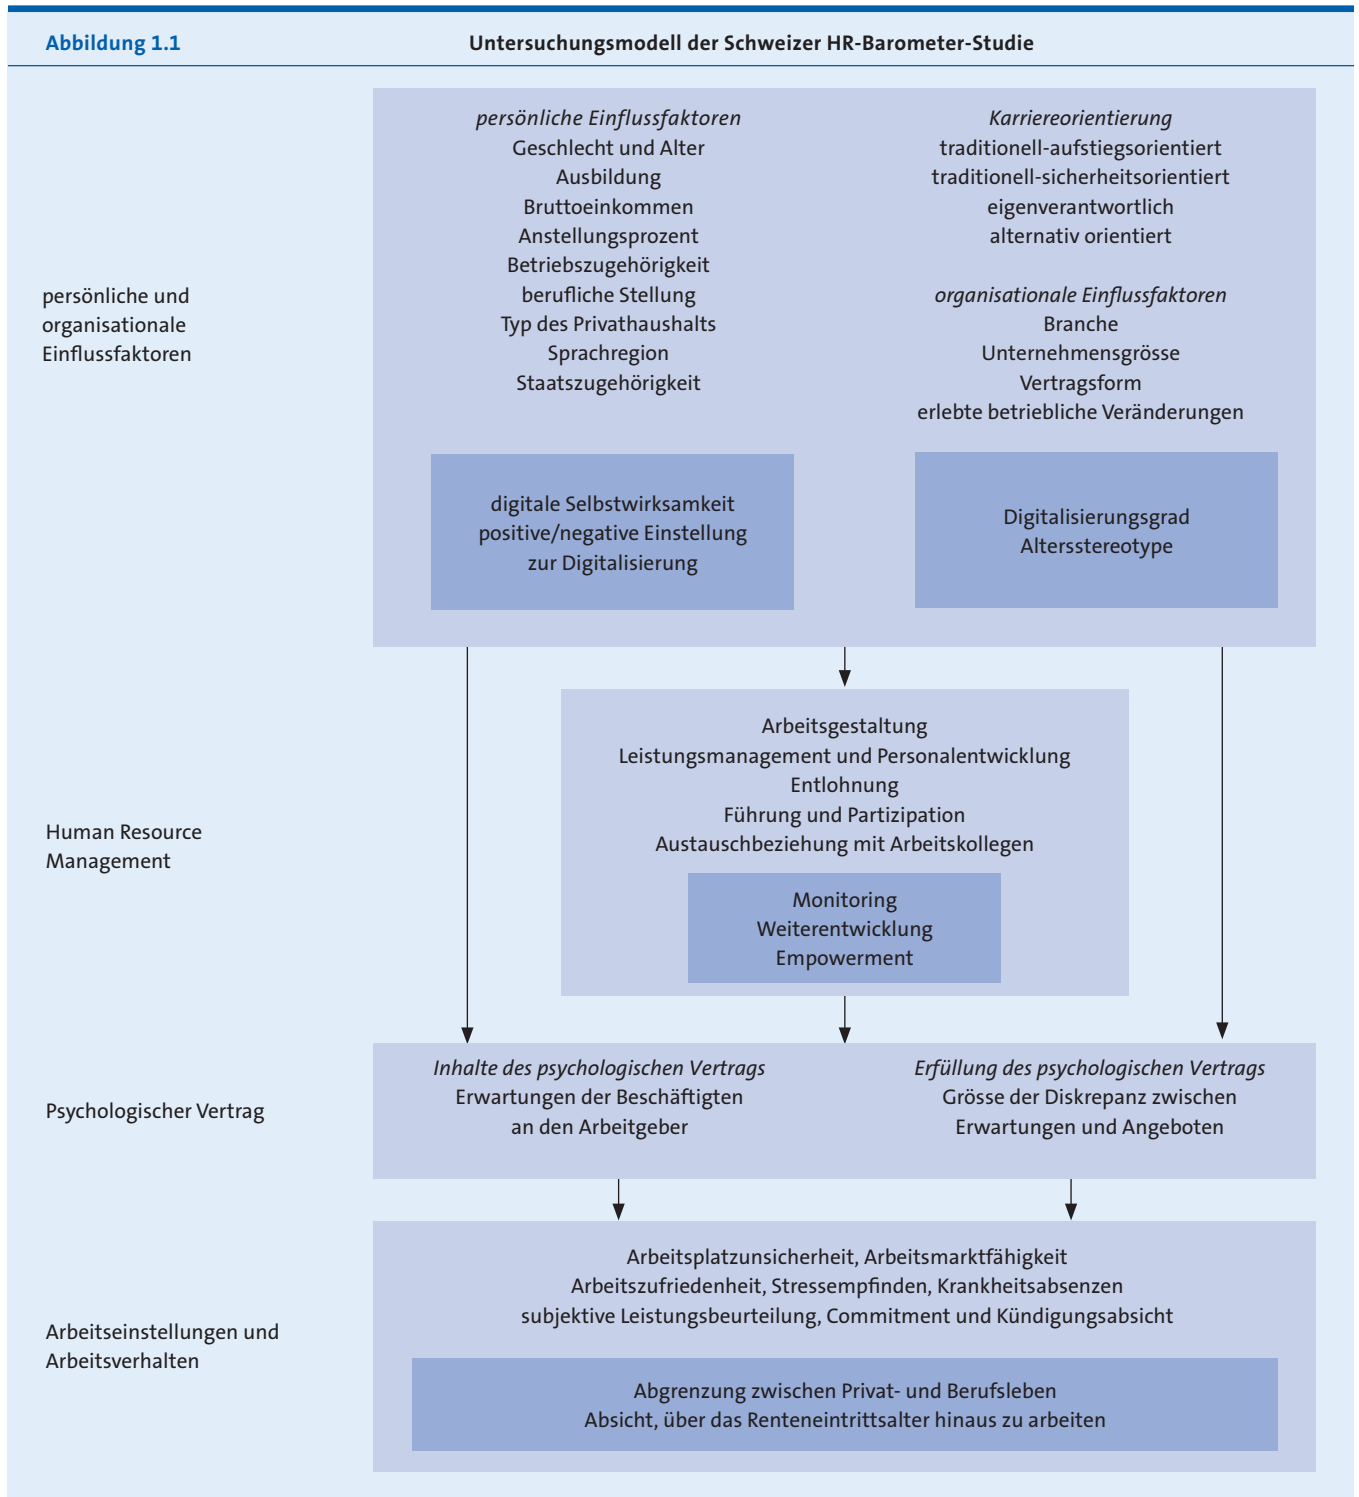 Abbildung 1.1
Untersuchungsmodell der Schweizer HR-Barometer-Studie
persönliche und
organisationale
Einflussfaktoren
persönliche Einflussfaktoren
Geschlecht und Alter
Ausbildung
Bruttoeinkommen
Anstellungsprozent
Betriebszugehörigkeit
berufliche Stellung
Typ des Privathaushalts
Sprachregion
Staatszugehörigkeit
digitale Selbstwirksamkeit
positive/negative Einstellung
zur Digitalisierung
Karriereorientierung
traditionell-aufstiegsorientiert
traditionell-sicherheitsorientiert
eigenverantwortlich
alternativ orientiert
organisationale Einflussfaktoren
Branche
Unternehmensgrösse
Vertragsform
erlebte betriebliche Veränderungen
Digitalisierungsgrad
Altersstereotype
Human Resource
Management
Arbeitsgestaltung
Leistungsmanagement und Personalentwicklung
Entlohnung
Führung und Partizipation
Austauschbeziehung mit Arbeitskollegen
Monitoring
Weiterentwicklung
Empowerment
Psychologischer Vertrag
Inhalte des psychologischen Vertrags
Erwartungen der Beschäftigten
an den Arbeitgeber
Erfüllung des psychologischen Vertrags
Grösse der Diskrepanz zwischen
Erwartungen und Angeboten
Arbeitseinstellungen und
Arbeitsverhalten
Arbeitsplatzunsicherheit, Arbeitsmarktfähigkeit
Arbeitszufriedenheit, Stressempfinden, Krankheitsabsenzen
subjektive Leistungsbeurteilung, Commitment und Kündigungsabsicht
Abgrenzung zwischen Privat- und Berufsleben
Absicht, über das Renteneintrittsalter hinaus zu arbeiten